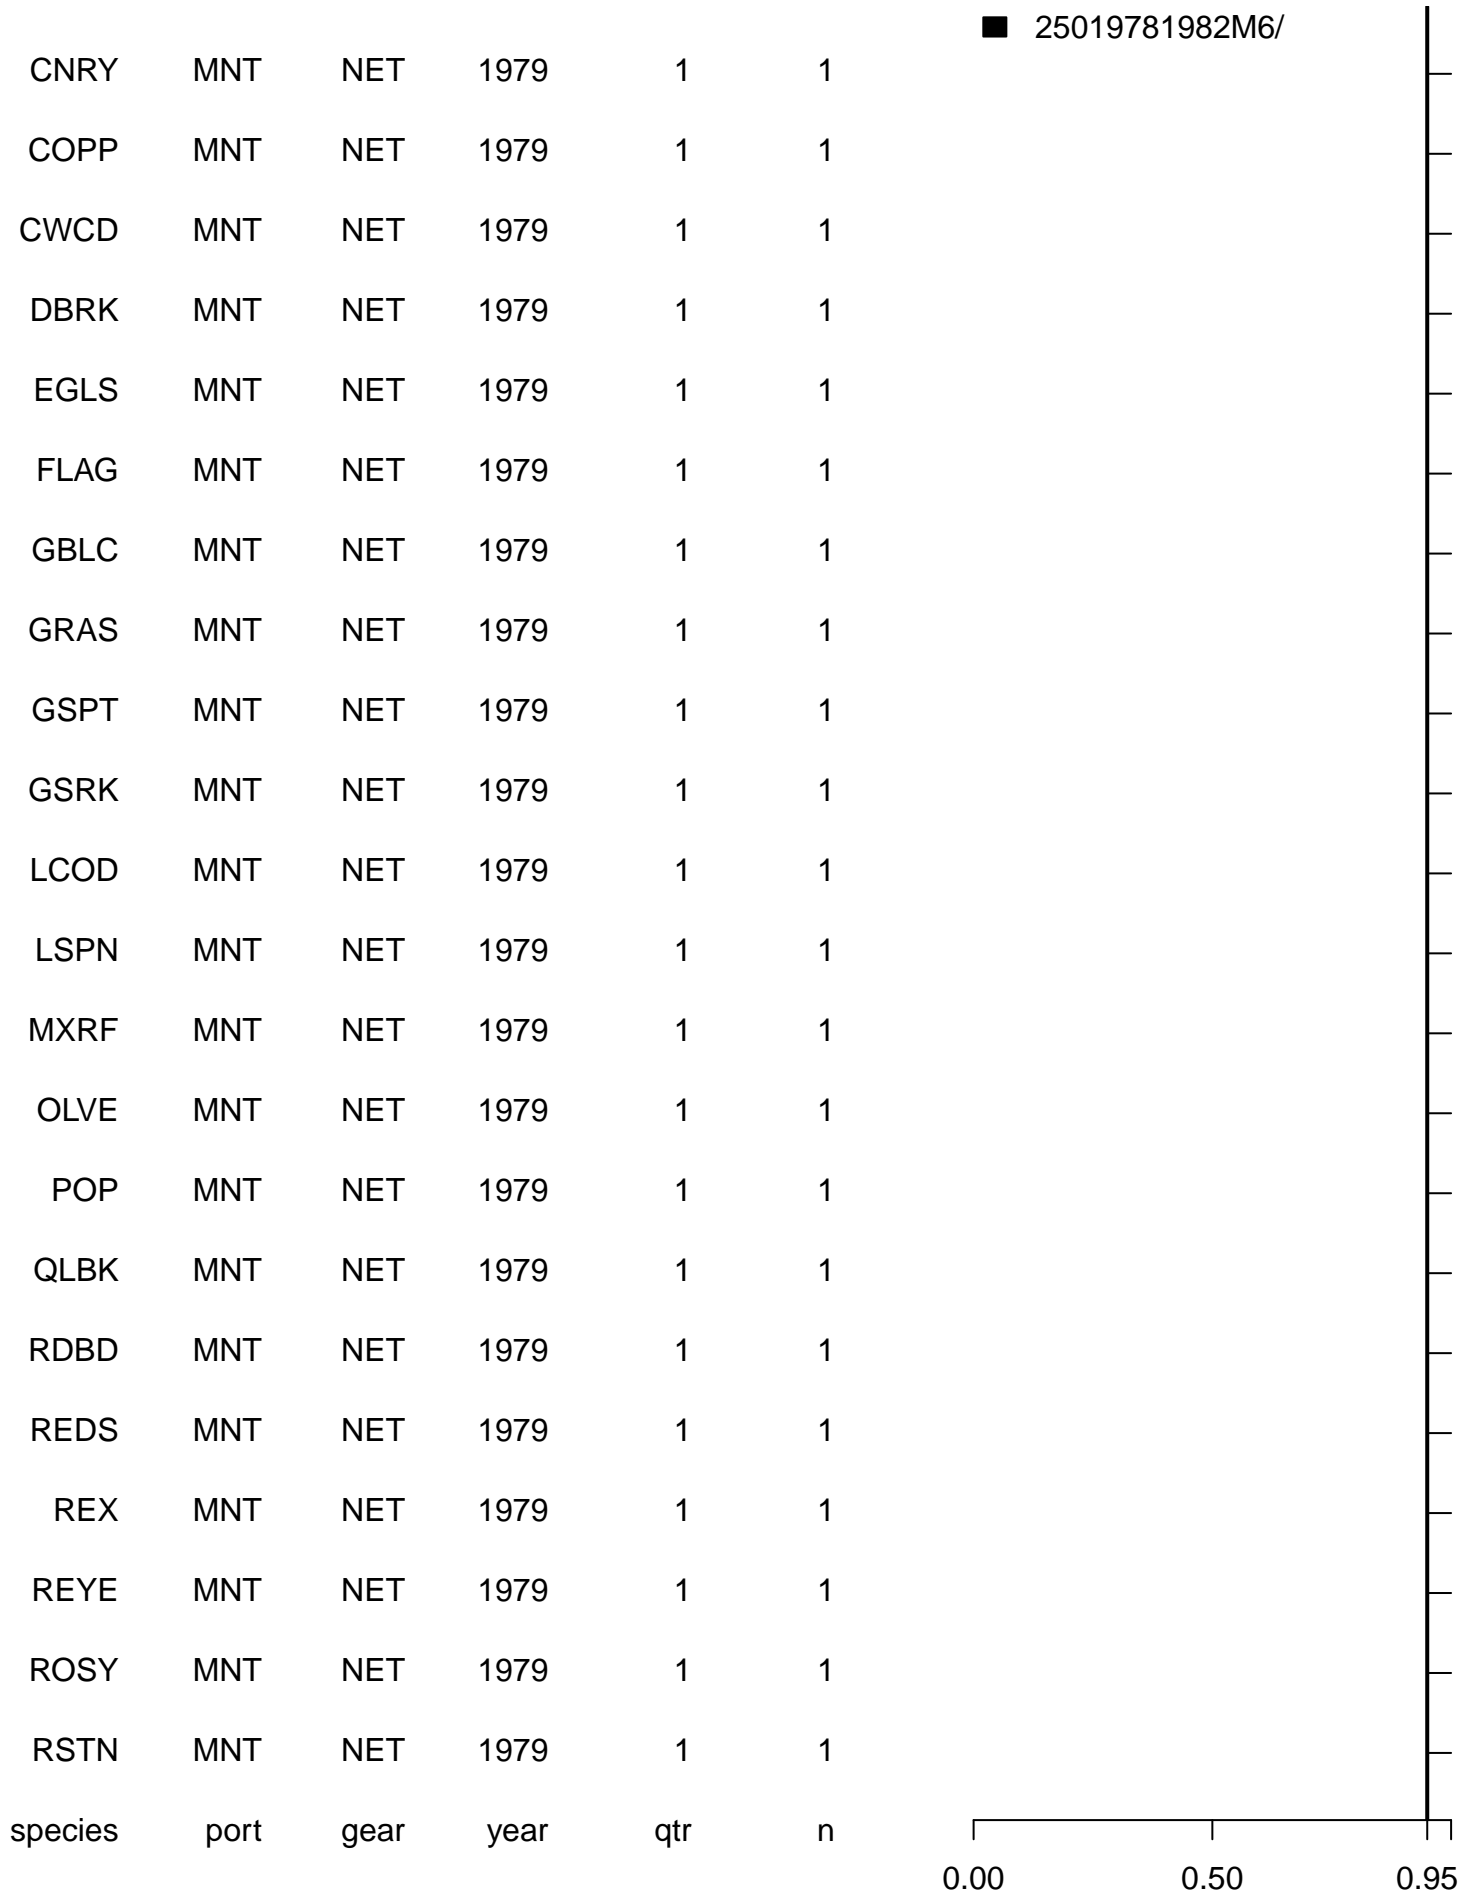 25019781982M6/
CNRY MNT NET 1979 1 1
COPP MNT NET 1979 1 1
CWCD MNT NET 1979 1 1
DBRK MNT NET 1979 1 1
EGLS MNT NET 1979 1 1
FLAG MNT NET 1979 1 1
GBLC MNT NET 1979 1 1
GRAS MNT NET 1979 1 1
GSPT MNT NET 1979 1 1
GSRK MNT NET 1979 1 1
LCOD MNT NET 1979 1 1
LSPN MNT NET 1979 1 1
MXRF MNT NET 1979 1 1
OLVE MNT NET 1979 1 1
POP MNT NET 1979 1 1
QLBK MNT NET 1979 1 1
RDBD MNT NET 1979 1 1
REDS MNT NET 1979 1 1
REX MNT NET 1979 1 1
REYE MNT NET 1979 1 1
ROSY MNT NET 1979 1 1
RSTN MNT NET 1979 1 1
species port gear year qtr n
0.00 0.50 0.95